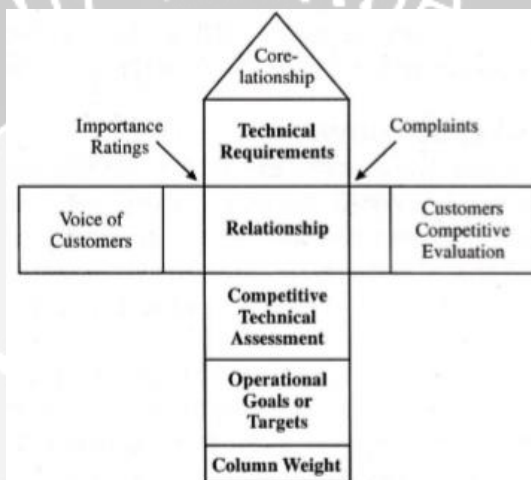 Core-
lationship
Importance
Ratings
Technical
Requirements
Complaints
Voice of
Customers
Relationship
Customers
Competitive
Evaluation
Competitive
Technical
Assessment
Operational
Goals or
Targets
Column Weight